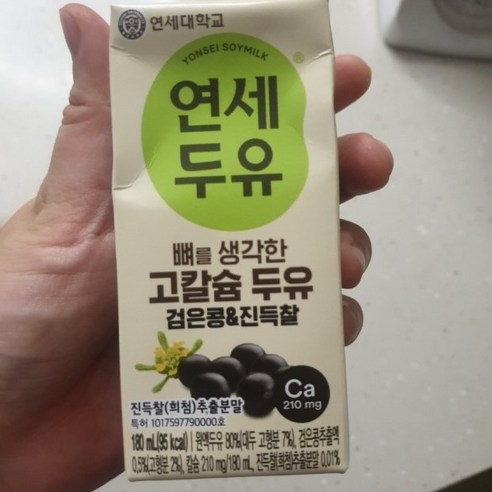 연세대학교
YONSEI SOYMILK
연세
두유
®
뼈를 생각한
고칼슘 두유
검은콩&진득찰
Ca
210 mg
진득찰(희첨)추출분말
특허 1017597790000호
180 mL(95 kcal) | 원액두유 80%(대두 고형분 7%), 검은콩추출액
0.5%(고형분 2%), 칼슘 210 mg/180 mL, 진득찰(희첨)추출분말 0.01%